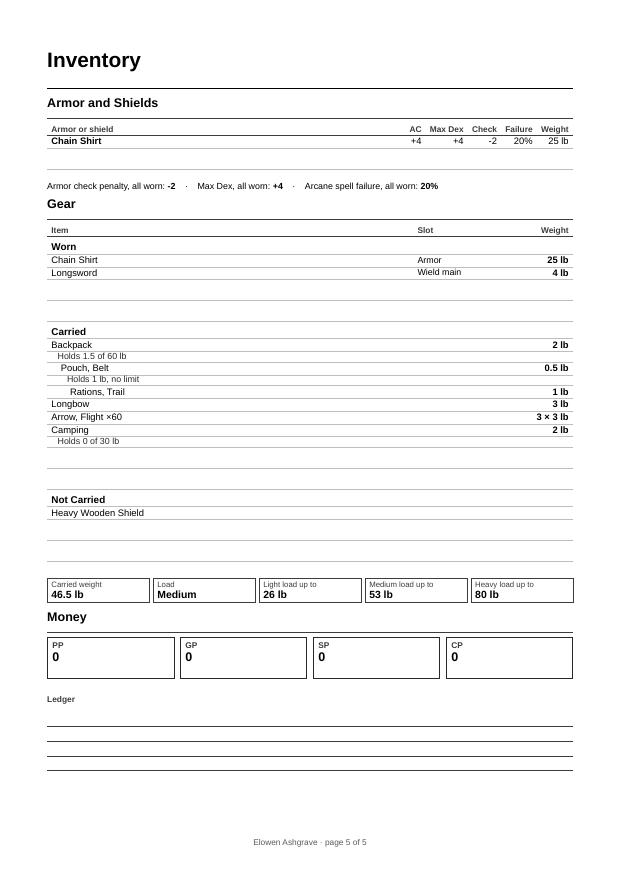 Inventory
Armor and Shields
Armor or shield AC Max Dex Check Failure Weight
Chain Shirt +4 +4 -2 20% 25 lb
Armor check penalty, all worn: -2 · Max Dex, all worn: +4 · Arcane spell failure, all worn: 20%
Gear
Item Slot Weight
Worn
Chain Shirt Armor 25 lb
Longsword Wield main 4 lb
Carried
Backpack 2 lb
Holds 1.5 of 60 lb
Pouch, Belt 0.5 lb
Holds 1 lb, no limit
Rations, Trail 1 lb
Longbow 3 lb
Arrow, Flight ×60 3 × 3 lb
Camping 2 lb
Holds 0 of 30 lb
Not Carried
Heavy Wooden Shield
Carried weight Load Light load up to Medium load up to Heavy load up to
46.5 lb Medium 26 lb 53 lb 80 lb
Money
PP GP SP CP
0 0 0 0
Ledger
Elowen Ashgrave · page 5 of 5